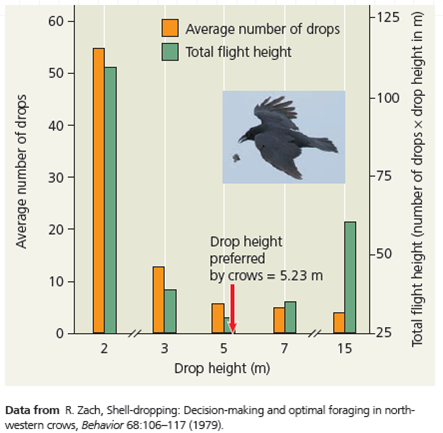 60
50
40
30
20
10
0
Average number of drops
Average number of drops
Total flight height
Drop height
preferred
by crows = 5.23 m
125
100
75
50
25
Total flight height (number of drops × drop height in m)
2 3 5 7 15
Drop height (m)
Data from R. Zach, Shell-dropping: Decision-making and optimal foraging in north-
western crows, Behavior 68:106–117 (1979).